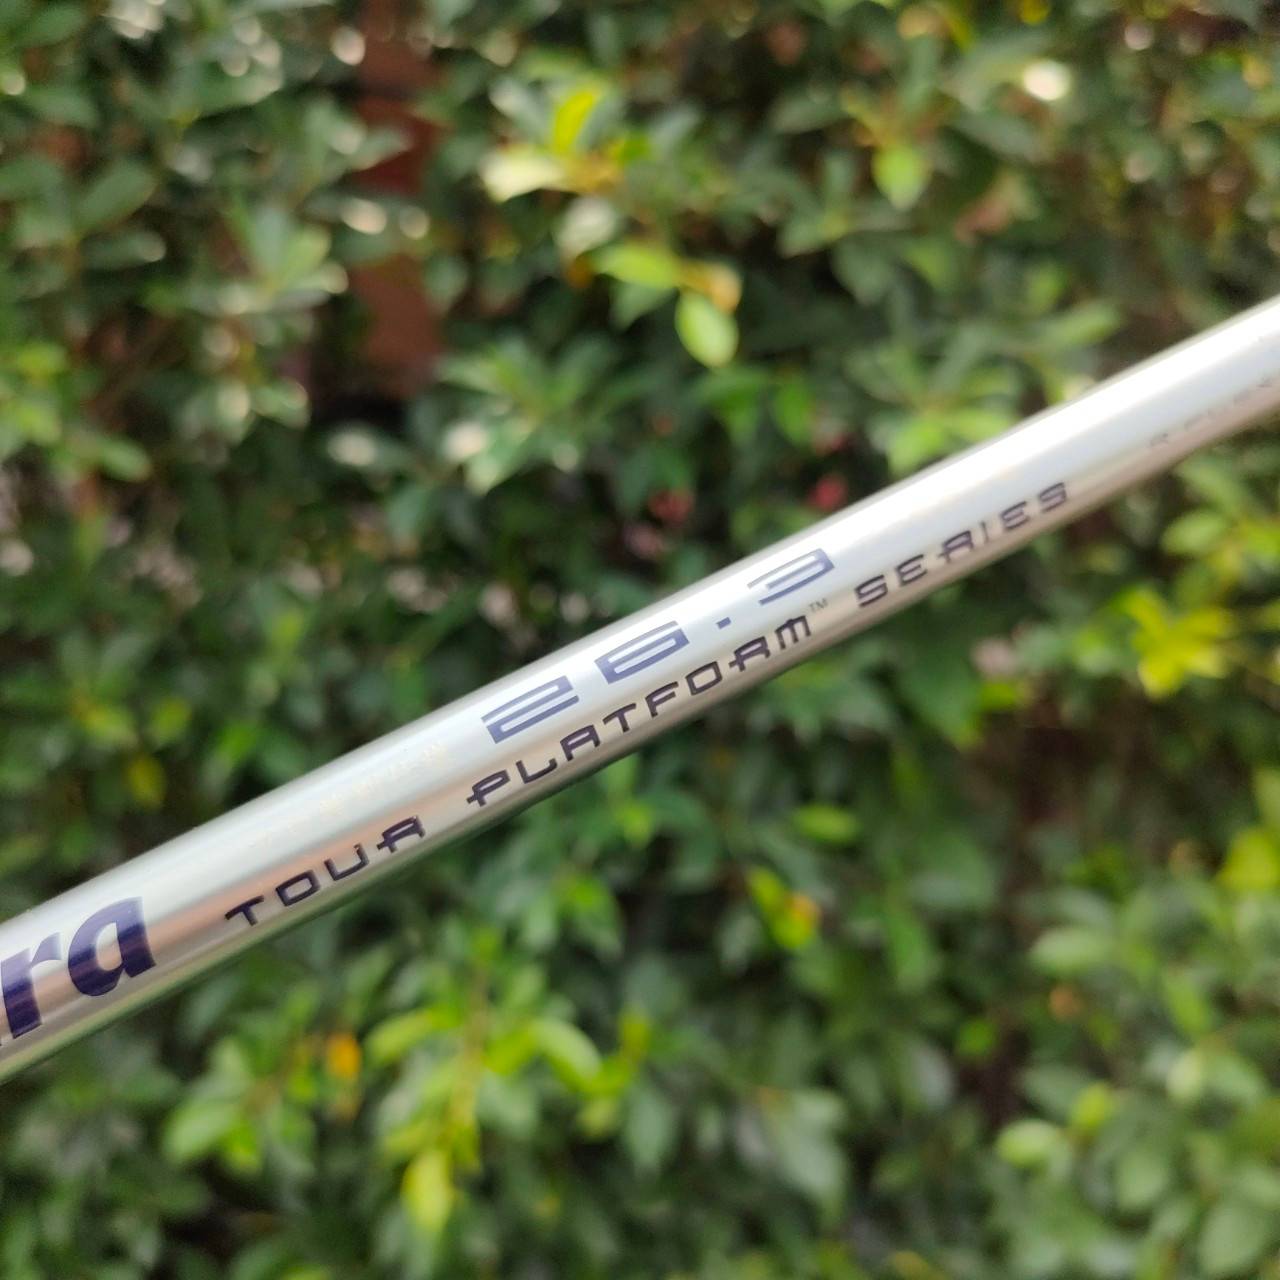 ra
26.3
TOUR PLATFORM™ SERIES